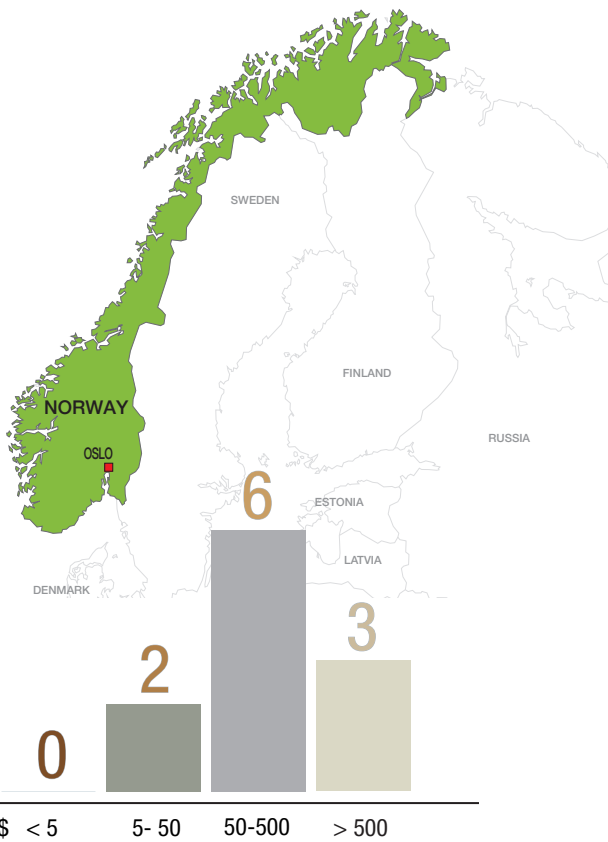 SWEDEN
FINLAND
NORWAY
RUSSIA
OSLO
6
ESTONIA
LATVIA
DENMARK
3
2
0
$ < 5 5- 50 50-500 > 500